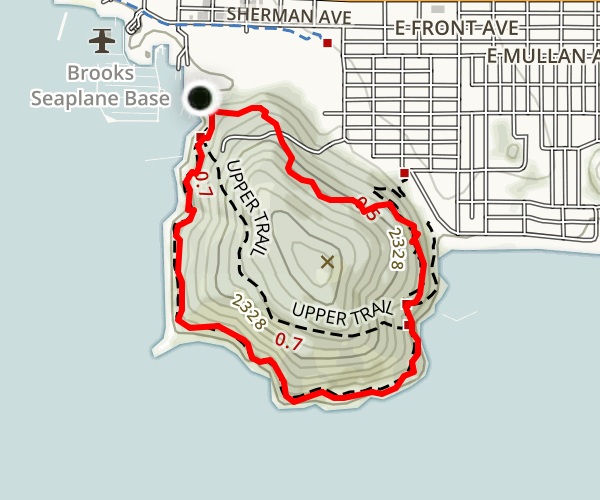 SHERMAN AVE
E FRONT AVE
E MULLAN A
Brooks
Seaplane Base
UPPER TRAIL
0.7
0.5
2328
2328
UPPER TRAIL
0.7